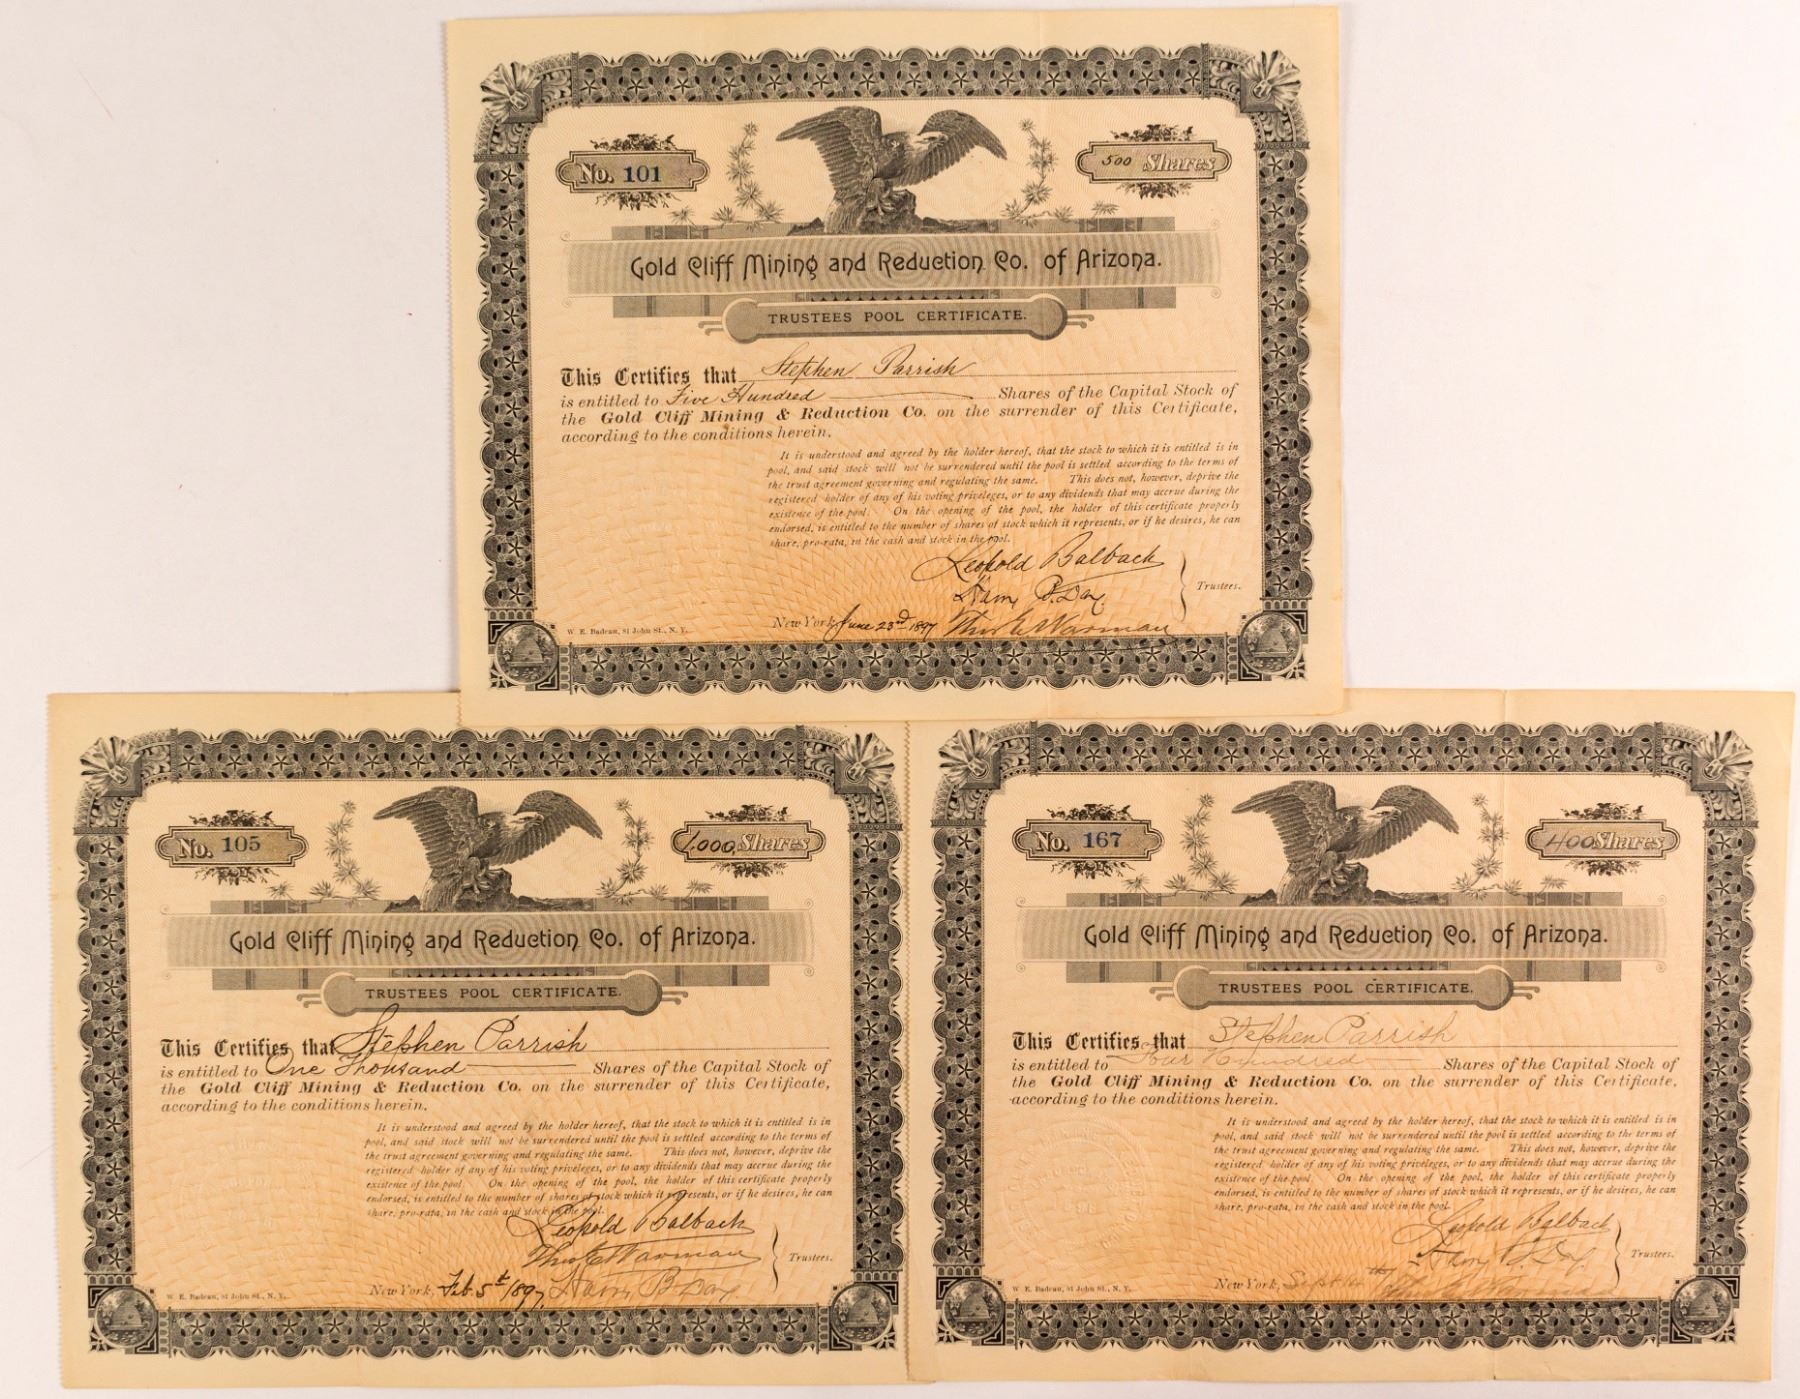 No. 101
500 Shares
Gold Cliff Mining and Reduction Co. of Arizona.
TRUSTEES POOL CERTIFICATE.
This Certifies that Stephen Parrish
is entitled to Five Hundred Shares of the Capital Stock of
the Gold Cliff Mining & Reduction Co. on the surrender of this Certificate,
according to the conditions herein.
It is understood and agreed by the holder hereof, that the stock to which it is entitled is in
pool, and said stock will not be surrendered until the pool is settled according to the terms of
the trust agreement governing and regulating the same. This does not, however, deprive the
registered holder of any of his voting priveleges, or to any dividends that may accrue during the
existence of the pool. On the opening of the pool, the holder of this certificate properly
endorsed, is entitled to the number of shares of stock which it represents, or if he desires, he can
share, pro-rata, in the cash and stock in the pool.
Leopold Balbach
Harry B. Day
Trustees.
New York, June 23rd 1897 Theo E Warman
W. E. Badeau, 81 John St., N. Y.
No. 105
1.000 Shares
Gold Cliff Mining and Reduction Co. of Arizona.
TRUSTEES POOL CERTIFICATE.
This Certifies that Stephen Parrish
is entitled to One Thousand Shares of the Capital Stock of
the Gold Cliff Mining & Reduction Co. on the surrender of this Certificate,
according to the conditions herein.
It is understood and agreed by the holder hereof, that the stock to which it is entitled is in
pool, and said stock will not be surrendered until the pool is settled according to the terms of
the trust agreement governing and regulating the same. This does not, however, deprive the
registered holder of any of his voting priveleges, or to any dividends that may accrue during the
existence of the pool. On the opening of the pool, the holder of this certificate properly
endorsed, is entitled to the number of shares of stock which it represents, or if he desires, he can
share, pro-rata, in the cash and stock in the pool.
Leopold Balbach
Theo E Warman
Trustees.
New York, Feb. 5th 1897, Harry B. Day
W. E. Badeau, 81 John St., N. Y.
No. 167
400 Shares
Gold Cliff Mining and Reduction Co. of Arizona.
TRUSTEES POOL CERTIFICATE.
This Certifies that Stephen Parrish
is entitled to Four Hundred Shares of the Capital Stock of
the Gold Cliff Mining & Reduction Co. on the surrender of this Certificate,
according to the conditions herein.
It is understood and agreed by the holder hereof, that the stock to which it is entitled is in
pool, and said stock will not be surrendered until the pool is settled according to the terms of
the trust agreement governing and regulating the same. This does not, however, deprive the
registered holder of any of his voting priveleges, or to any dividends that may accrue during the
existence of the pool. On the opening of the pool, the holder of this certificate properly
endorsed, is entitled to the number of shares of stock which it represents, or if he desires, he can
share, pro-rata, in the cash and stock in the pool.
Leopold Balbach
Harry B. Day
Trustees.
New York, Sept Theo E Warman
W. E. Badeau, 81 John St., N. Y.